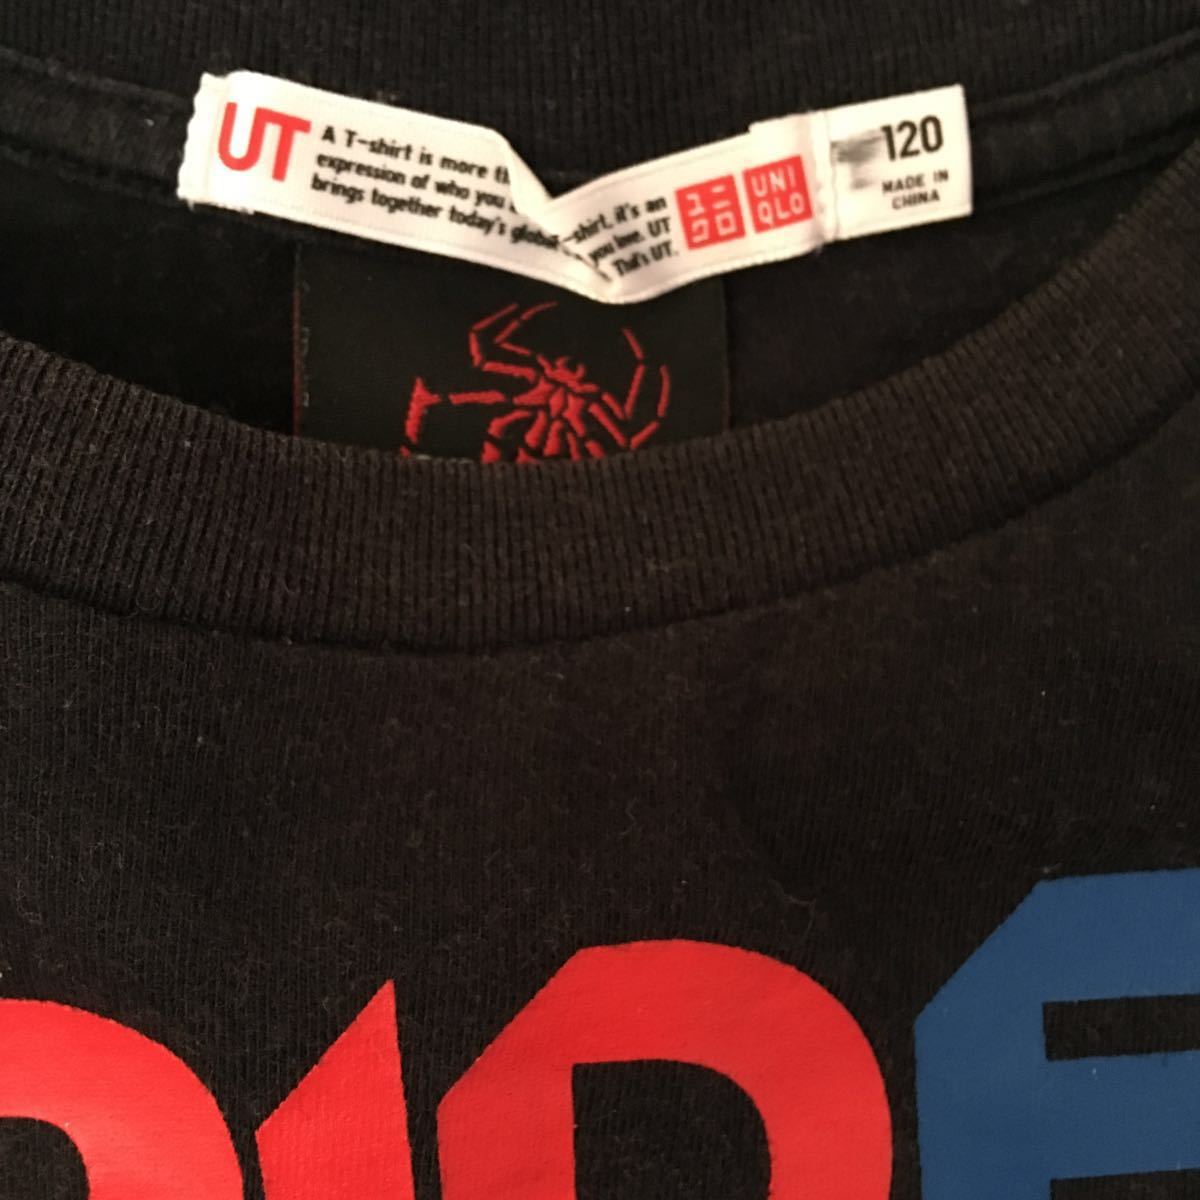 UT
A T-shirt is more
expression of who you
brings together today's global
-shirt, it's an
you love. UT
That's UT.
ユニ
クロ
UNI
QLO
120
MADE IN
CHINA